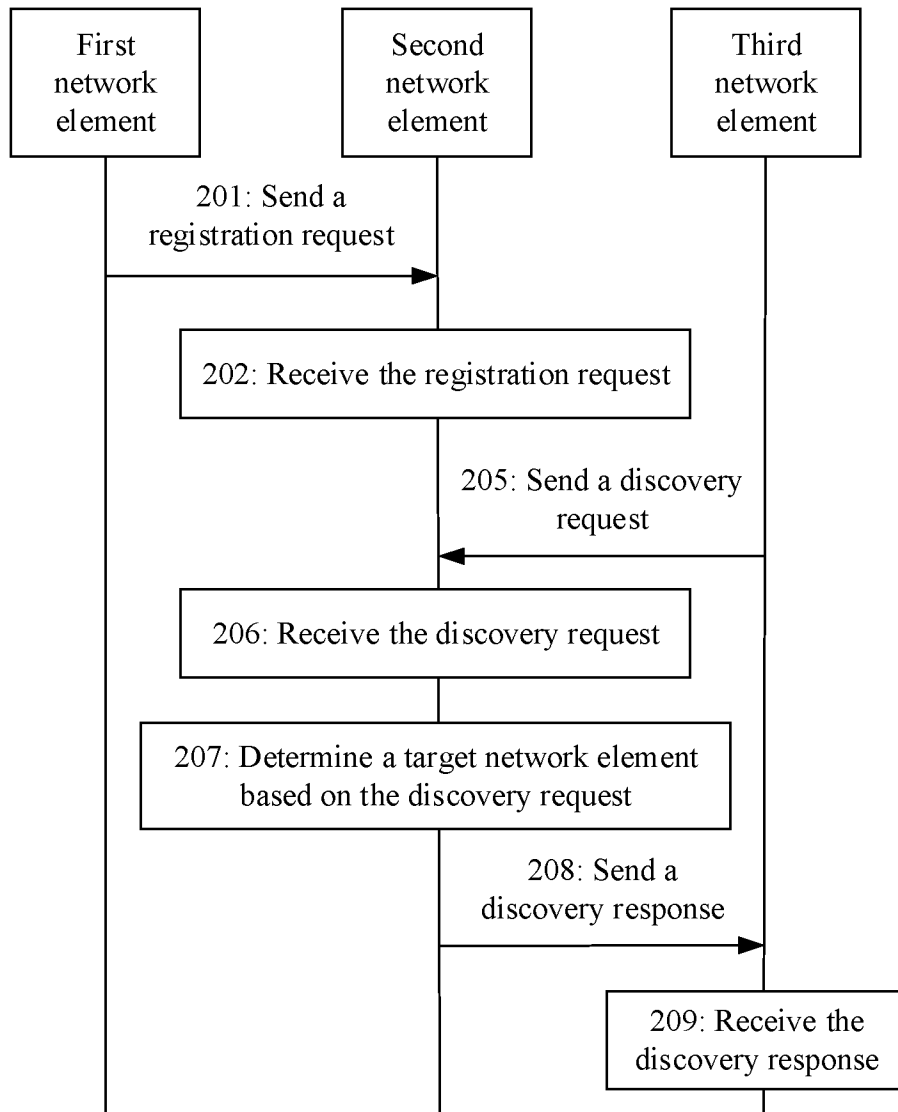 First
network
element
Second
network
element
Third
network
element
201: Send a
registration request
202: Receive the registration request
205: Send a discovery
request
206: Receive the discovery request
207: Determine a target network element
based on the discovery request
208: Send a
discovery response
209: Receive the
discovery response